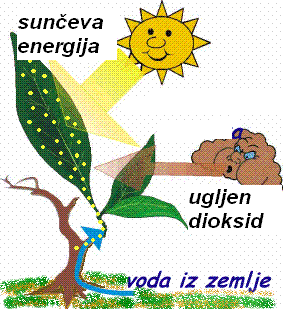 sunčeva
energija
ugljen
dioksid
voda iz zemlje